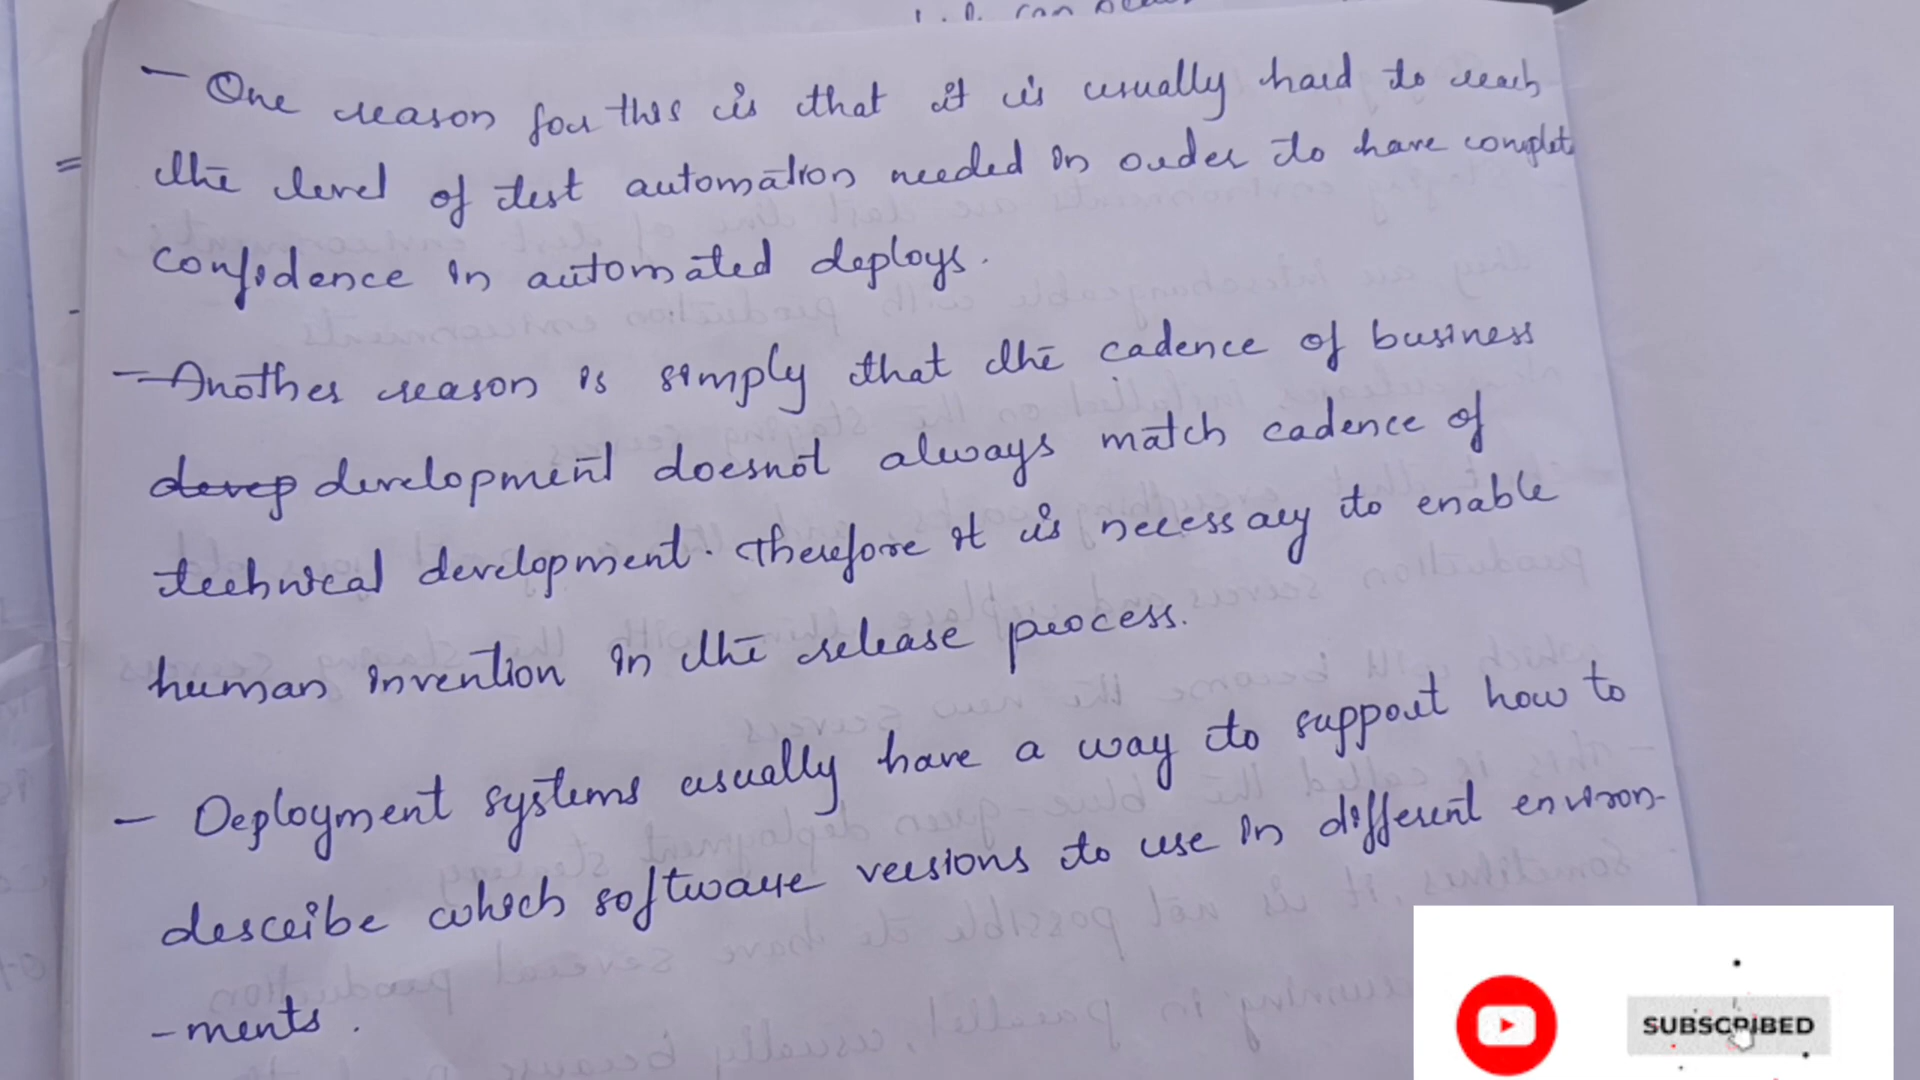 - One reason for this is that it is usually hard to reach
the level of test automation needed in order to have complete
confidence in automated deploys.
- Another reason is simply that the cadence of business
development doesnot always match cadence of
technical development. Therefore it is necessary to enable
human invention in the release process.
- Deployment systems usually have a way to support how to
describe which software versions to use in different environ-
-ments.
SUBSCRIBED